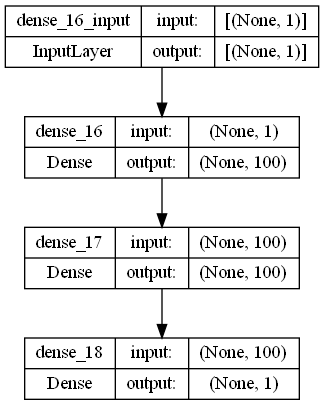 dense_16_input input: [(None, 1)]
InputLayer output: [(None, 1)]
dense_16 input: (None, 1)
Dense output: (None, 100)
dense_17 input: (None, 100)
Dense output: (None, 100)
dense_18 input: (None, 100)
Dense output: (None, 1)